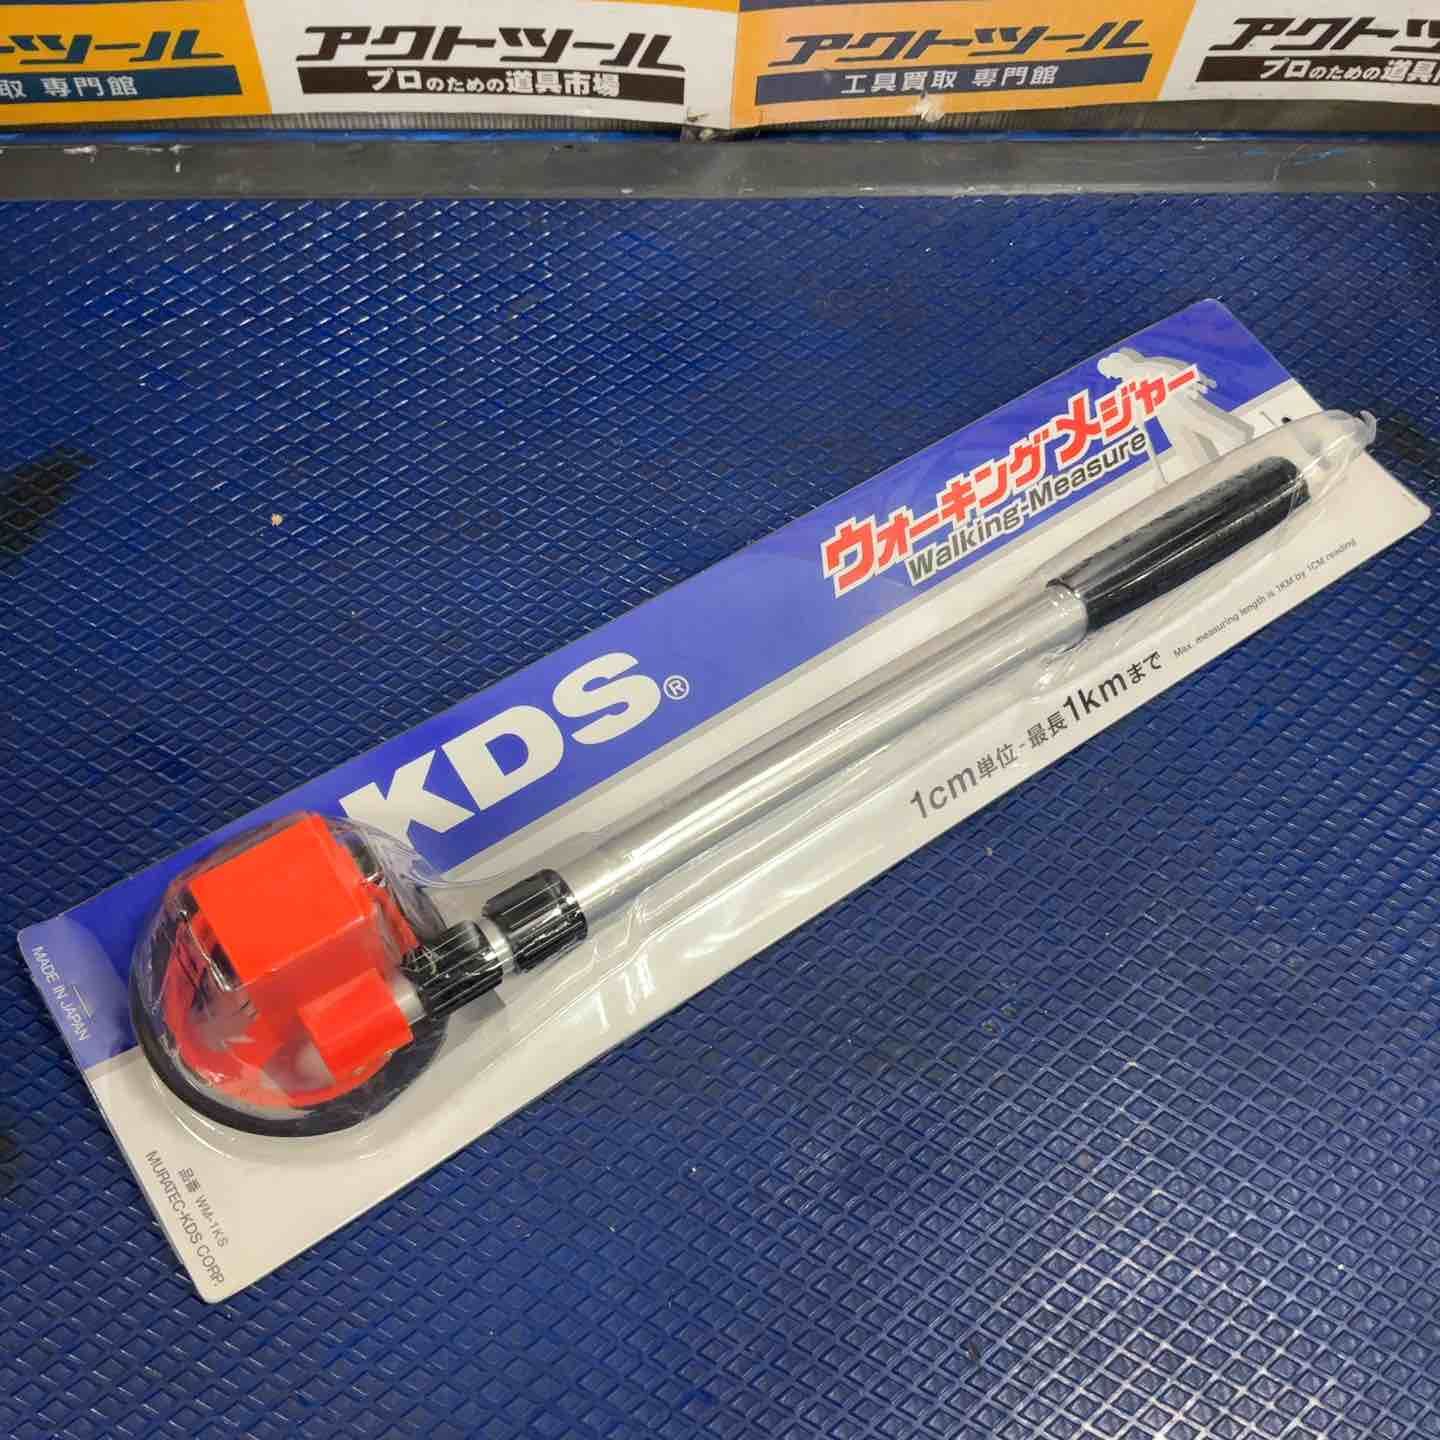 アクトツール
取 専門館
アクトツール
プロのための道具市場
アクトツール
工具買取 専門館
アクトツ
プロのための道具
ウォーキングメジャー
Walking-Measure
KDS®
1cm単位-最長1kmまで
Max. measuring length is 1KM by 1CM reading
MADE IN JAPAN
品番 WM-1KS
MURATEC-KDS CORP.